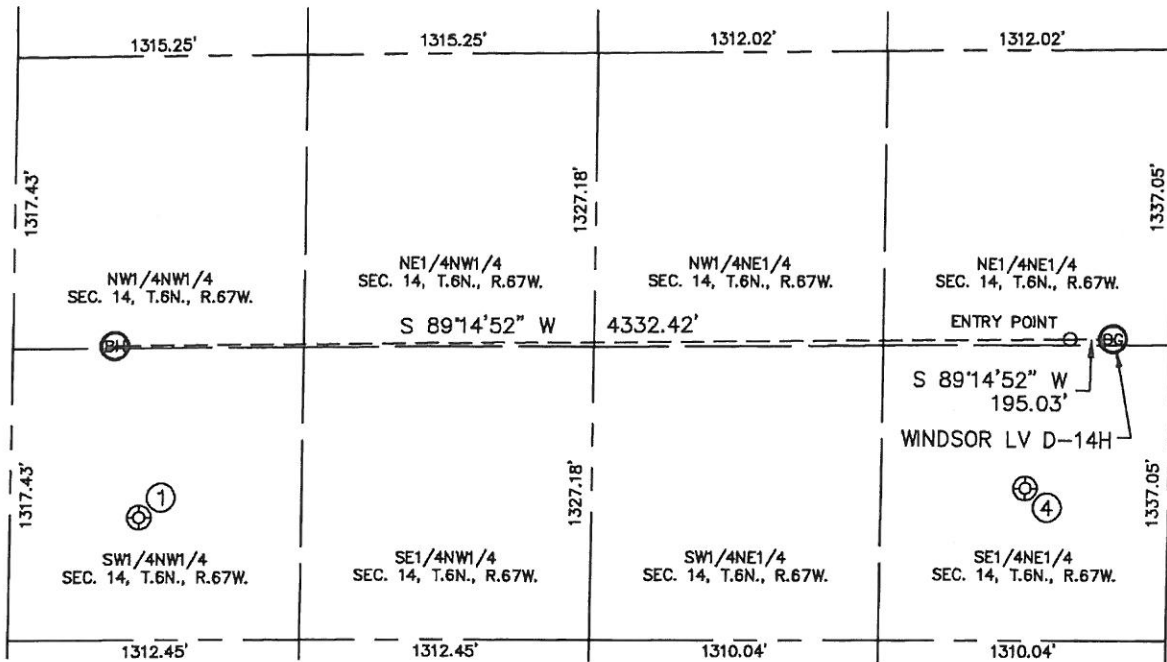 1315.25'
1315.25'
1312.02'
1312.02'
1317.43'
1327.18'
1337.05'
NW1/4NW1/4
SEC. 14, T.6N., R.67W.
NE1/4NW1/4
SEC. 14, T.6N., R.67W.
NW1/4NE1/4
SEC. 14, T.6N., R.67W.
NE1/4NE1/4
SEC. 14, T.6N., R.67W.
S 89°14'52" W 4332.42'
ENTRY POINT
BH
S 89°14'52" W
195.03'
WINDSOR LV D-14H
1317.43'
1327.18'
1337.05'
1
4
SW1/4NW1/4
SEC. 14, T.6N., R.67W.
SE1/4NW1/4
SEC. 14, T.6N., R.67W.
SW1/4NE1/4
SEC. 14, T.6N., R.67W.
SE1/4NE1/4
SEC. 14, T.6N., R.67W.
1312.45'
1312.45'
1310.04'
1310.04'